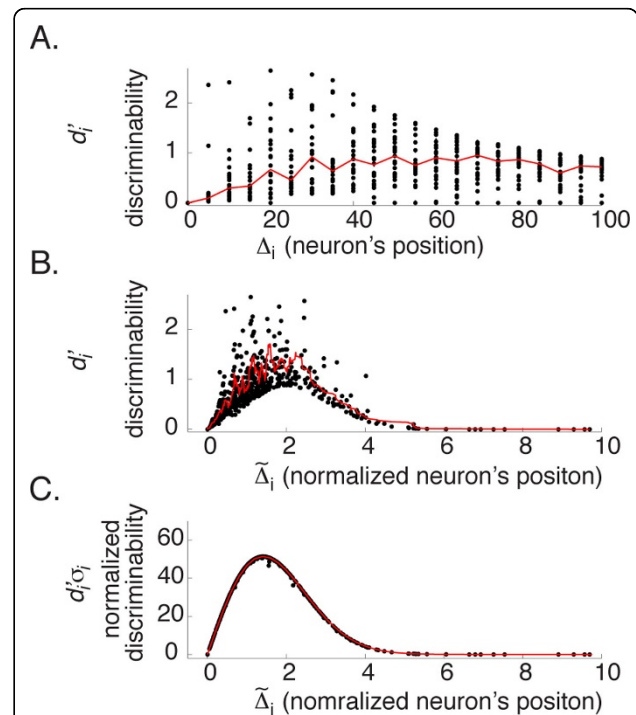 A.
d'i
discriminability
2
1
0
0 20 40 60 80 100
Δi (neuron's position)
B.
d'i
discriminability
2
1
0
0 2 4 6 8 10
Δ̃i (normalized neuron's positon)
C.
d'iσi
normalized
discriminability
60
40
20
0
0 2 4 6 8 10
Δ̃i (nomralized neuron's positon)